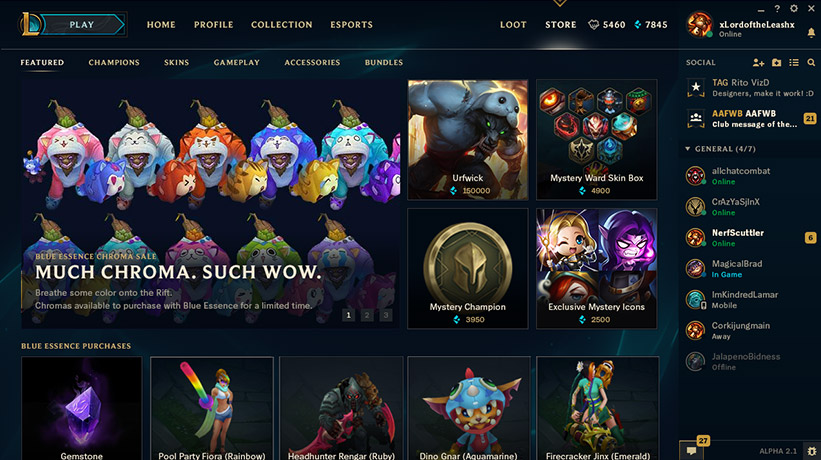 PLAY
HOME
PROFILE
COLLECTION
ESPORTS
LOOT
STORE
5460
7845
xLordoftheLeashx
Online
FEATURED
CHAMPIONS
SKINS
GAMEPLAY
ACCESSORIES
BUNDLES
BLUE ESSENCE CHROMA SALE
MUCH CHROMA. SUCH WOW.
Breathe some color onto the Rift.
Chromas available to purchase with Blue Essence for a limited time.
1 2 3
Urfwick
150000
Mystery Ward Skin Box
4900
Mystery Champion
3950
Exclusive Mystery Icons
2500
BLUE ESSENCE PURCHASES
Gemstone
Pool Party Fiora (Rainbow)
Headhunter Rengar (Ruby)
Dino Gnar (Aquamarine)
Firecracker Jinx (Emerald)
SOCIAL
TAG Rito VizD
Designers, make it work! :D
AAFWB AAFWB
Club message of the...
21
GENERAL (4/7)
allchatcombat
Online
CrAzYaSjInX
Online
NerfScuttler
Online
6
MagicalBrad
In Game
ImKindredLamar
Mobile
Corkijungmain
Away
JalapenoBidness
Offline
27
ALPHA 2.1